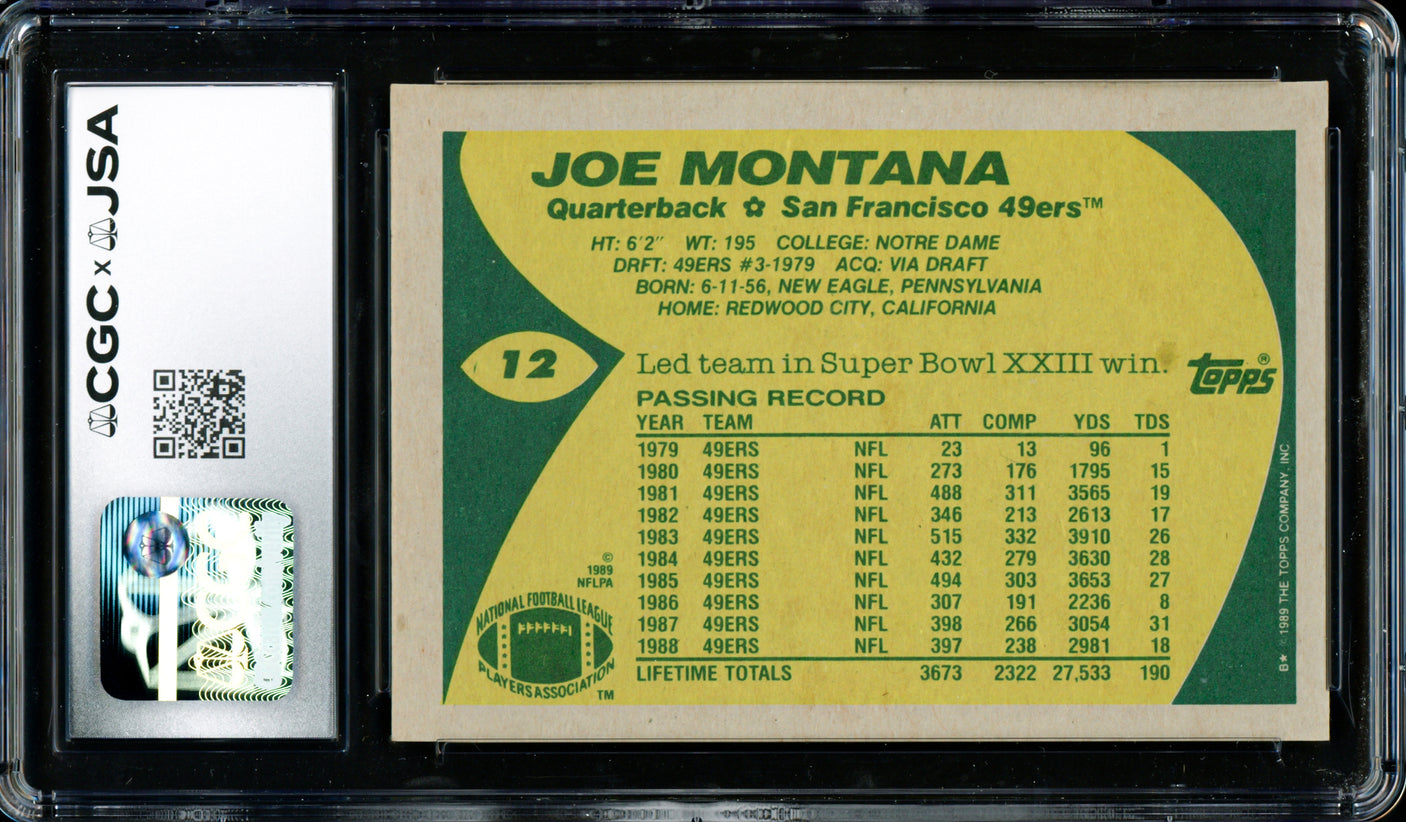 CGC x JSA
JOE MONTANA
Quarterback ✿ San Francisco 49ers™
HT: 6'2" WT: 195 COLLEGE: NOTRE DAME
DRFT: 49ERS #3-1979 ACQ: VIA DRAFT
BORN: 6-11-56, NEW EAGLE, PENNSYLVANIA
HOME: REDWOOD CITY, CALIFORNIA
12
Led team in Super Bowl XXIII win.
topps®
PASSING RECORD
YEAR TEAM ATT COMP YDS TDS
1979 49ERS NFL 23 13 96 1
1980 49ERS NFL 273 176 1795 15
1981 49ERS NFL 488 311 3565 19
1982 49ERS NFL 346 213 2613 17
1983 49ERS NFL 515 332 3910 26
1984 49ERS NFL 432 279 3630 28
1985 49ERS NFL 494 303 3653 27
1986 49ERS NFL 307 191 2236 8
1987 49ERS NFL 398 266 3054 31
1988 49ERS NFL 397 238 2981 18
LIFETIME TOTALS 3673 2322 27,533 190
©
1989
NFLPA
NATIONAL FOOTBALL LEAGUE
PLAYERS ASSOCIATION
TM
B* 1989 THE TOPPS COMPANY, INC.